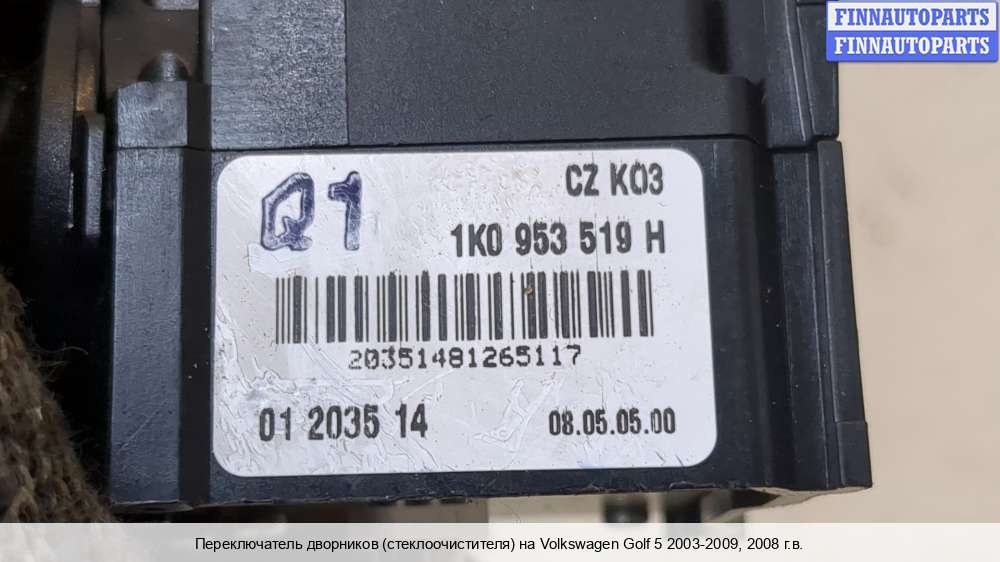 FINNAUTOPARTS
FINNAUTOPARTS
Q1
CZ K03
1K0 953 519 H
20351481265117
01 2035 14
08.05.05.00
Переключатель дворников (стеклоочистителя) на Volkswagen Golf 5 2003-2009, 2008 г.в.